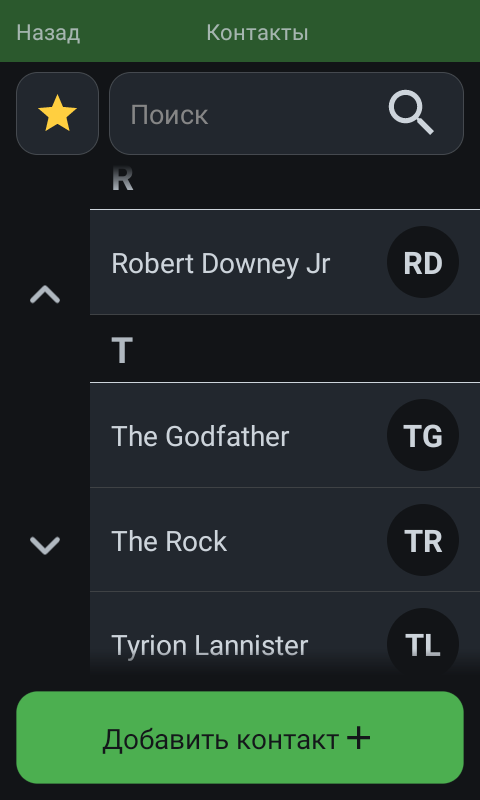 Назад Контакты
Поиск
R
Robert Downey Jr RD
T
The Godfather TG
The Rock TR
Tyrion Lannister TL
Добавить контакт +